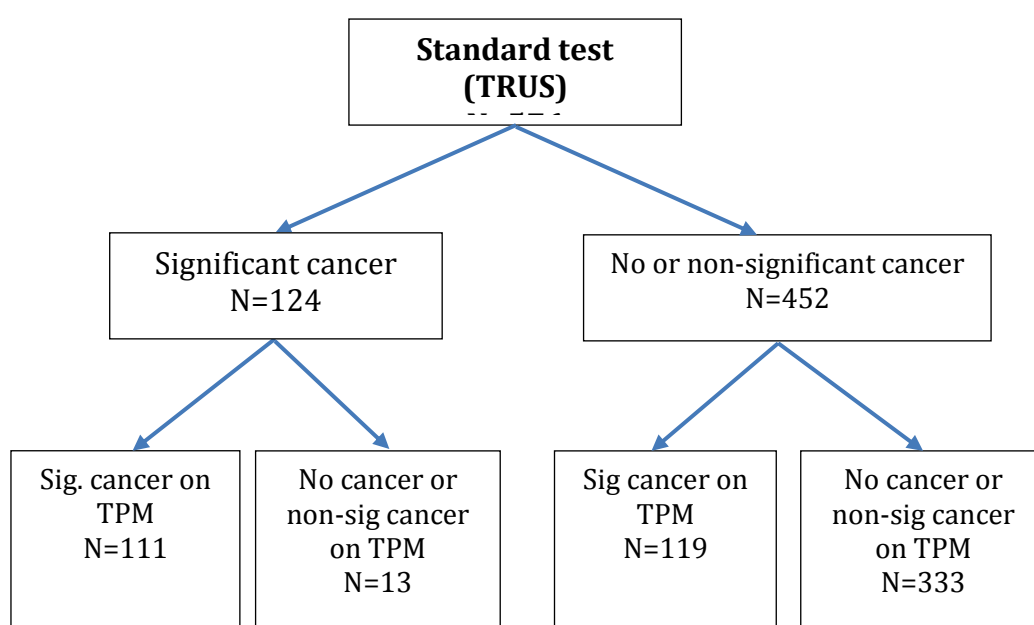 Standard test
(TRUS)
Significant cancer
N=124
No or non-significant cancer
N=452
Sig. cancer on
TPM
N=111
No cancer or
non-sig cancer
on TPM
N=13
Sig cancer on
TPM
N=119
No cancer or
non-sig cancer
on TPM
N=333